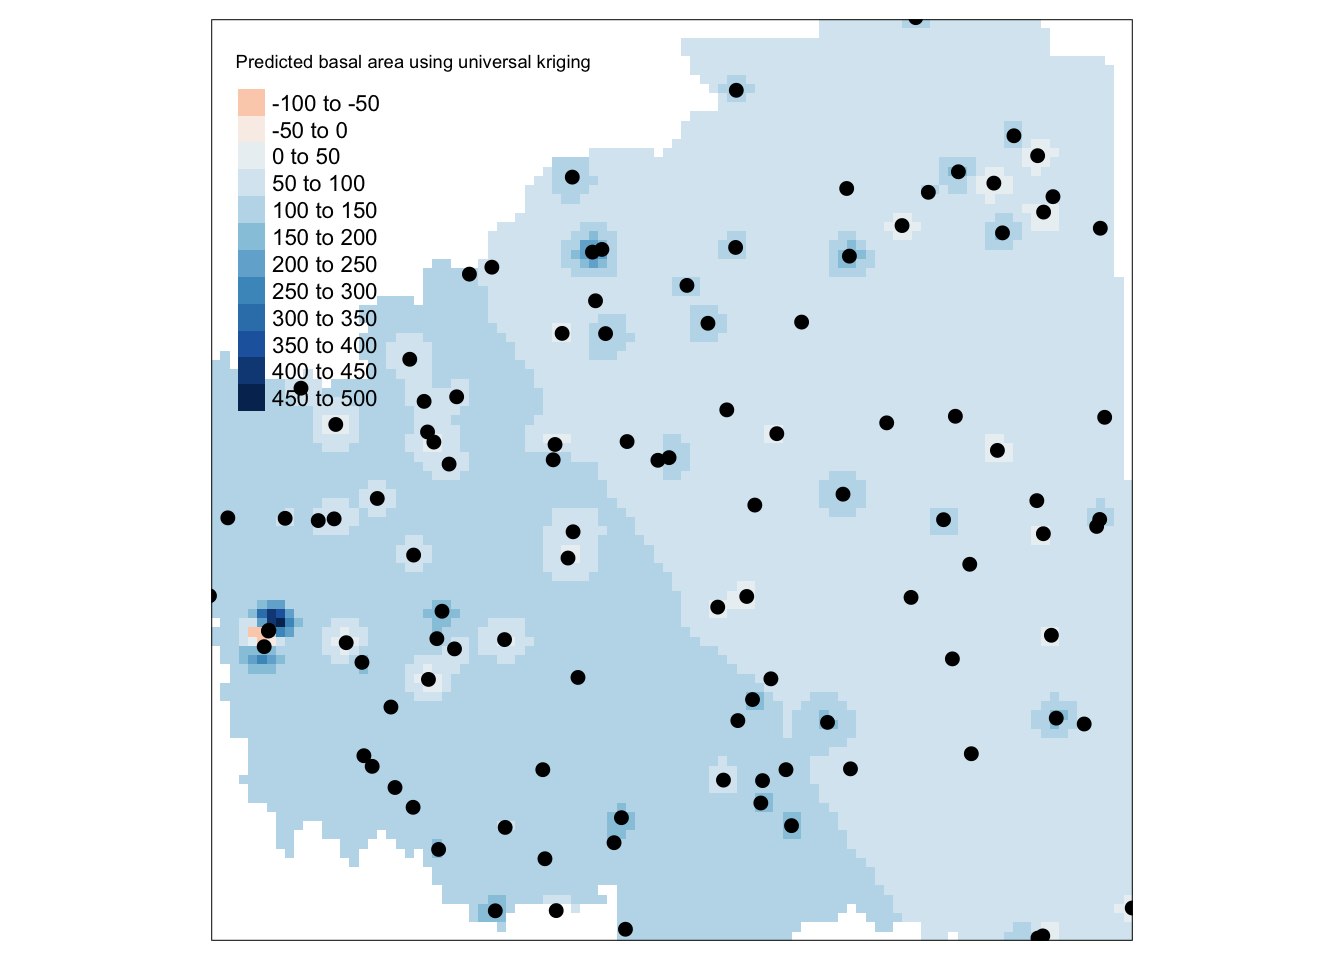 Predicted basal area using universal kriging
-100 to -50
-50 to 0
0 to 50
50 to 100
100 to 150
150 to 200
200 to 250
250 to 300
300 to 350
350 to 400
400 to 450
450 to 500